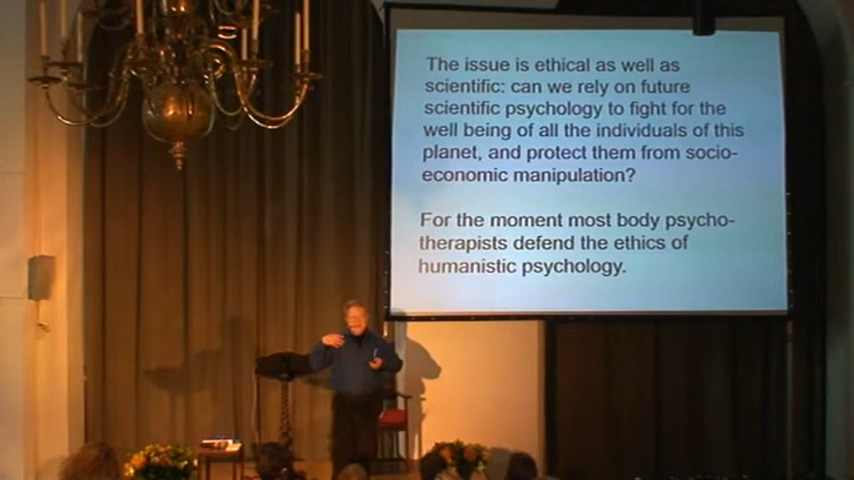 The issue is ethical as well as
scientific: can we rely on future
scientific psychology to fight for the
well being of all the individuals of this
planet, and protect them from socio-
economic manipulation?
For the moment most body psycho-
therapists defend the ethics of
humanistic psychology.